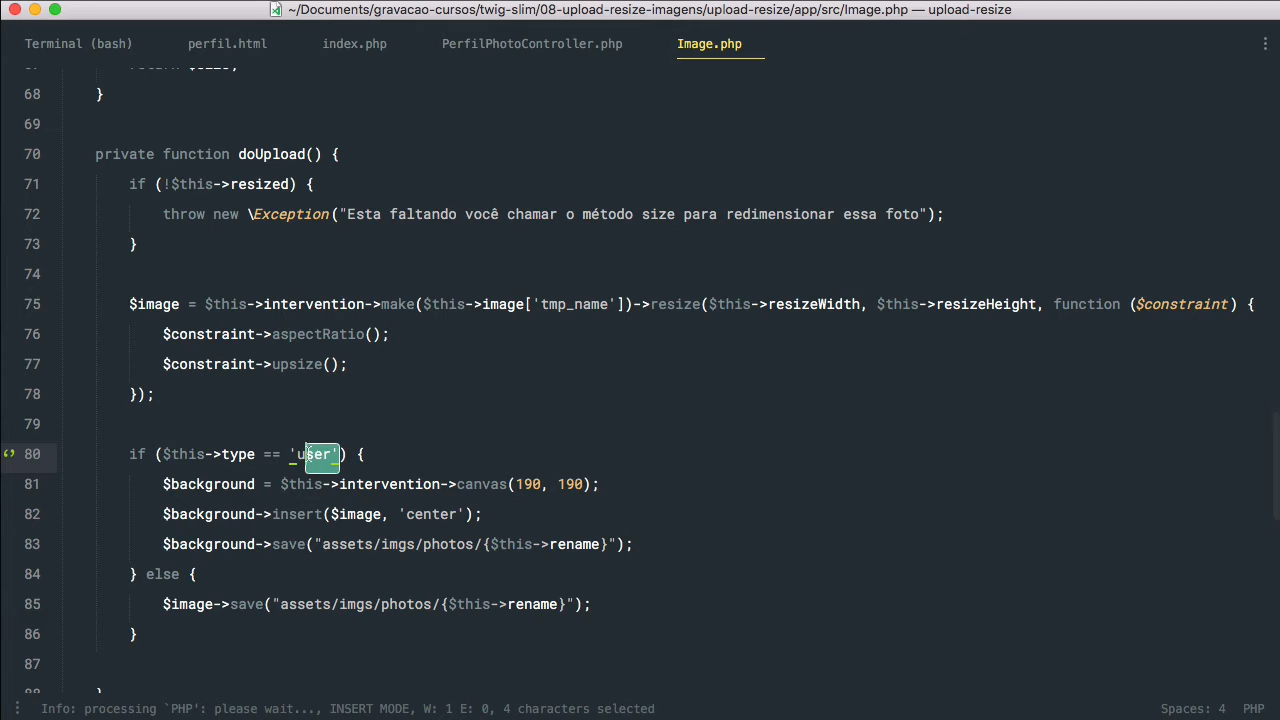 ~/Documents/gravacao-cursos/twig-slim/08-upload-resize-imagens/upload-resize/app/src/Image.php — upload-resize
Terminal (bash) perfil.html index.php PerfilPhotoController.php Image.php
68 }
69
70 private function doUpload() {
71 if (!$this->resized) {
72 throw new \Exception("Esta faltando você chamar o método size para redimensionar essa foto");
73 }
74
75 $image = $this->intervention->make($this->image['tmp_name'])->resize($this->resizeWidth, $this->resizeHeight, function ($constraint) {
76 $constraint->aspectRatio();
77 $constraint->upsize();
78 });
79
80 if ($this->type == 'user') {
81 $background = $this->intervention->canvas(190, 190);
82 $background->insert($image, 'center');
83 $background->save("assets/imgs/photos/{$this->rename}");
84 } else {
85 $image->save("assets/imgs/photos/{$this->rename}");
86 }
87
Info: processing `PHP': please wait..., INSERT MODE, W: 1 E: 0, 4 characters selected Spaces: 4 PHP